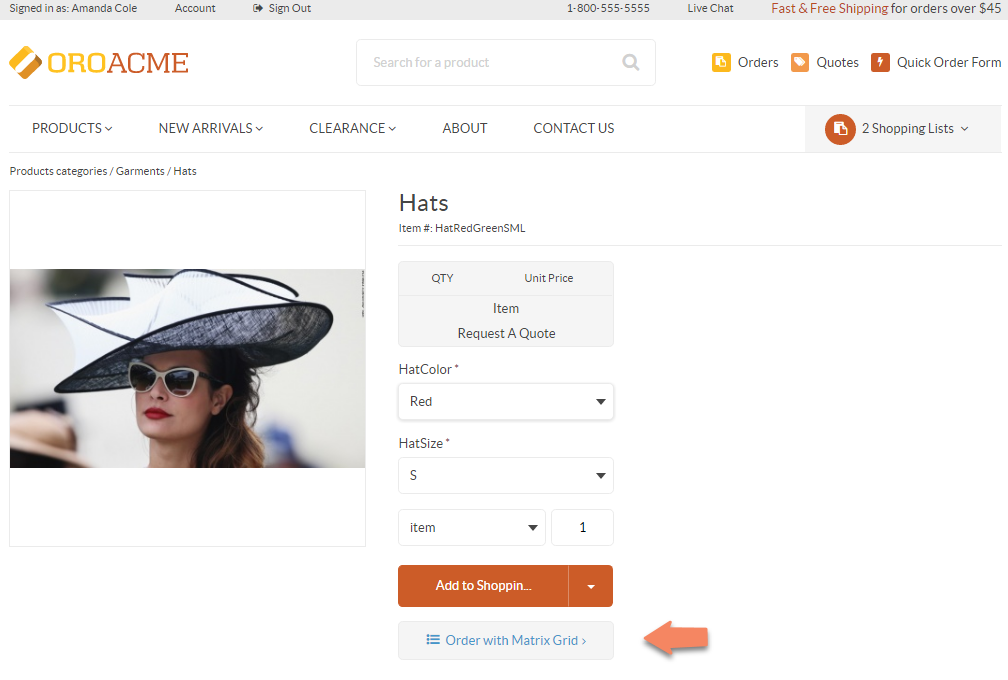 Signed in as: Amanda Cole Account Sign Out 1-800-555-5555 Live Chat Fast & Free Shipping for orders over $45
OROACME Search for a product Orders Quotes Quick Order Form
PRODUCTS NEW ARRIVALS CLEARANCE ABOUT CONTACT US 2 Shopping Lists
Products categories / Garments / Hats
Hats
Item #: HatRedGreenSML
QTY Unit Price
Item
Request A Quote
HatColor *
Red
HatSize *
S
item 1
Add to Shoppin...
Order with Matrix Grid ›